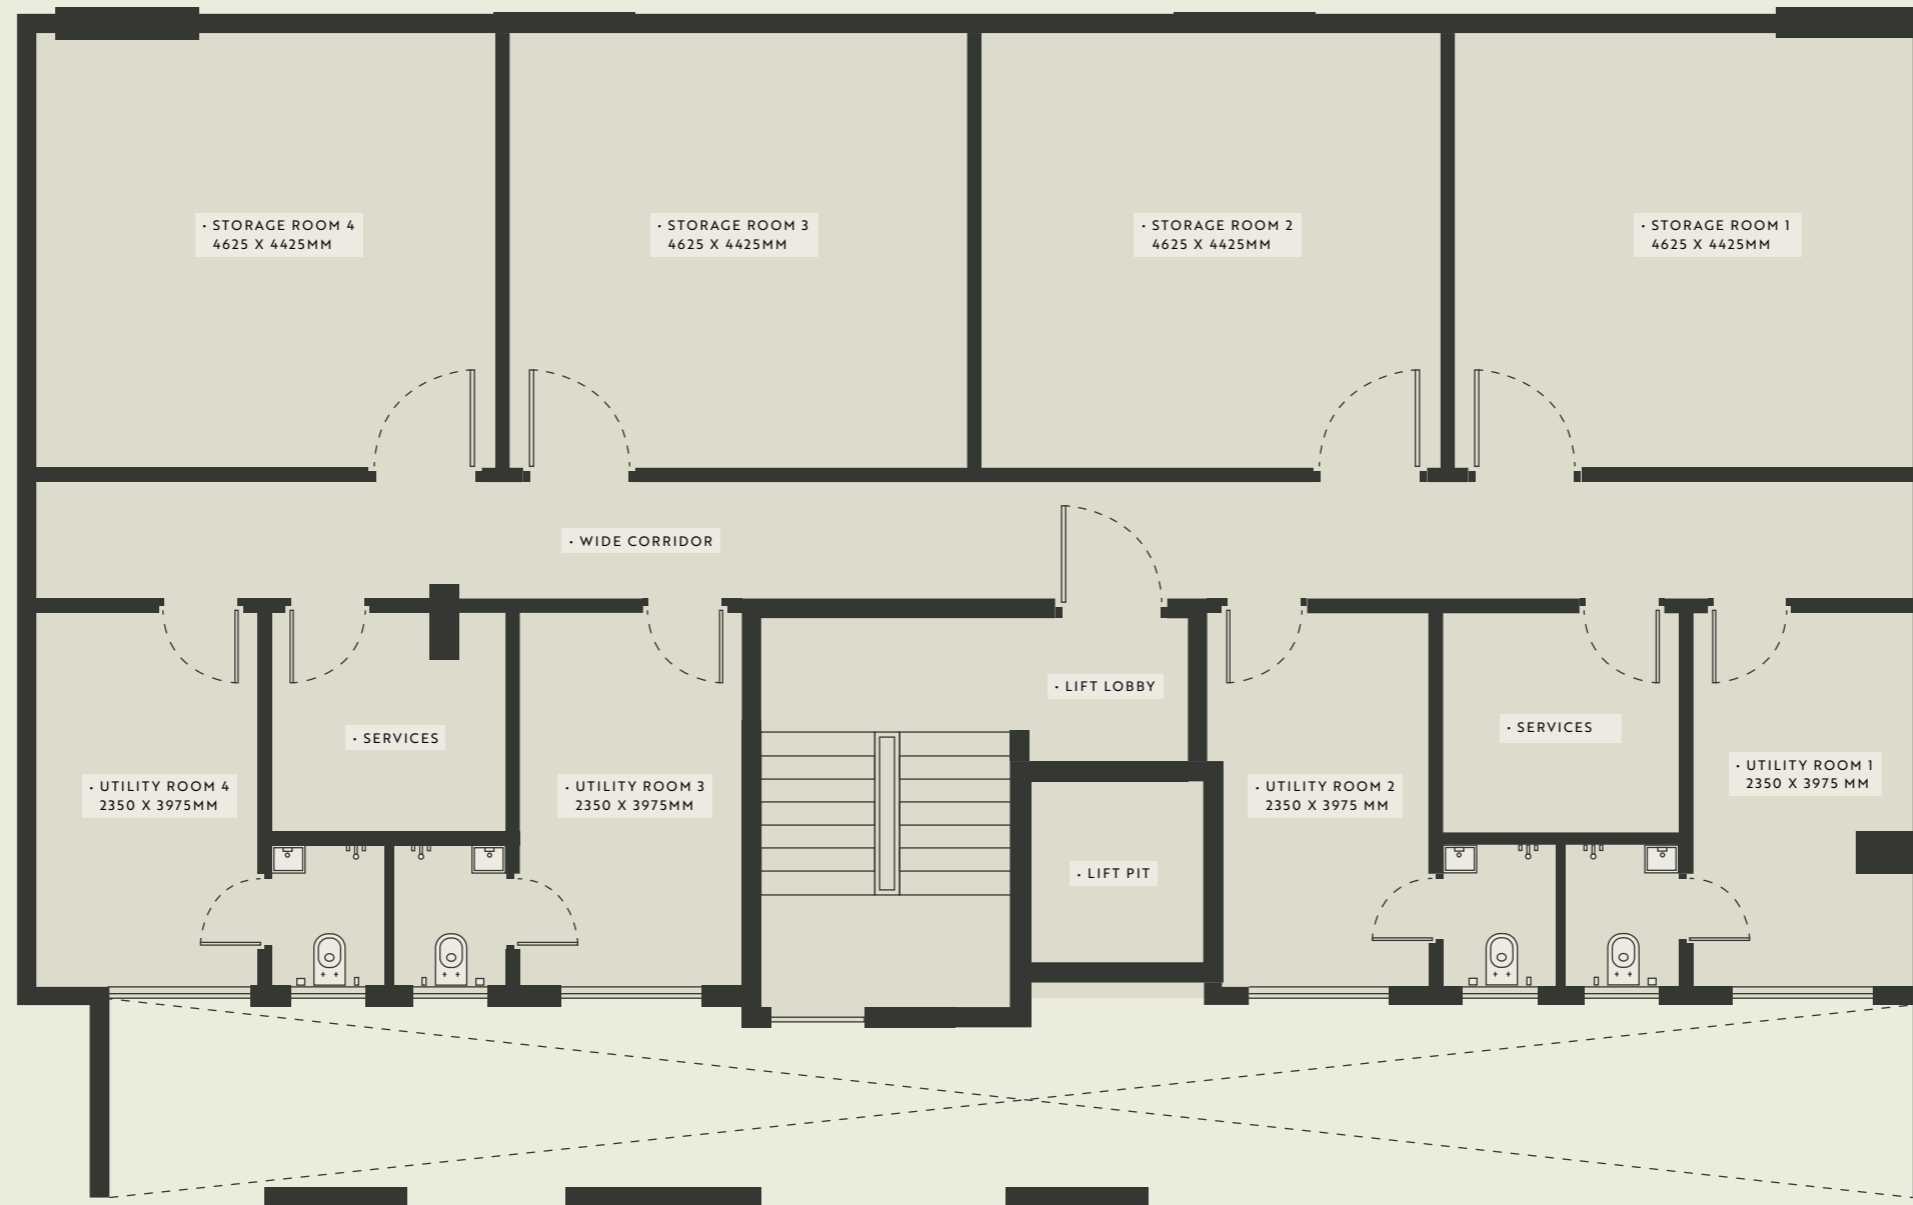 • STORAGE ROOM 4
4625 X 4425MM
• STORAGE ROOM 3
4625 X 4425MM
• STORAGE ROOM 2
4625 X 4425MM
• STORAGE ROOM 1
4625 X 4425MM
• WIDE CORRIDOR
• LIFT LOBBY
• SERVICES
• SERVICES
• UTILITY ROOM 4
2350 X 3975MM
• UTILITY ROOM 3
2350 X 3975MM
• UTILITY ROOM 2
2350 X 3975 MM
• UTILITY ROOM 1
2350 X 3975 MM
• LIFT PIT